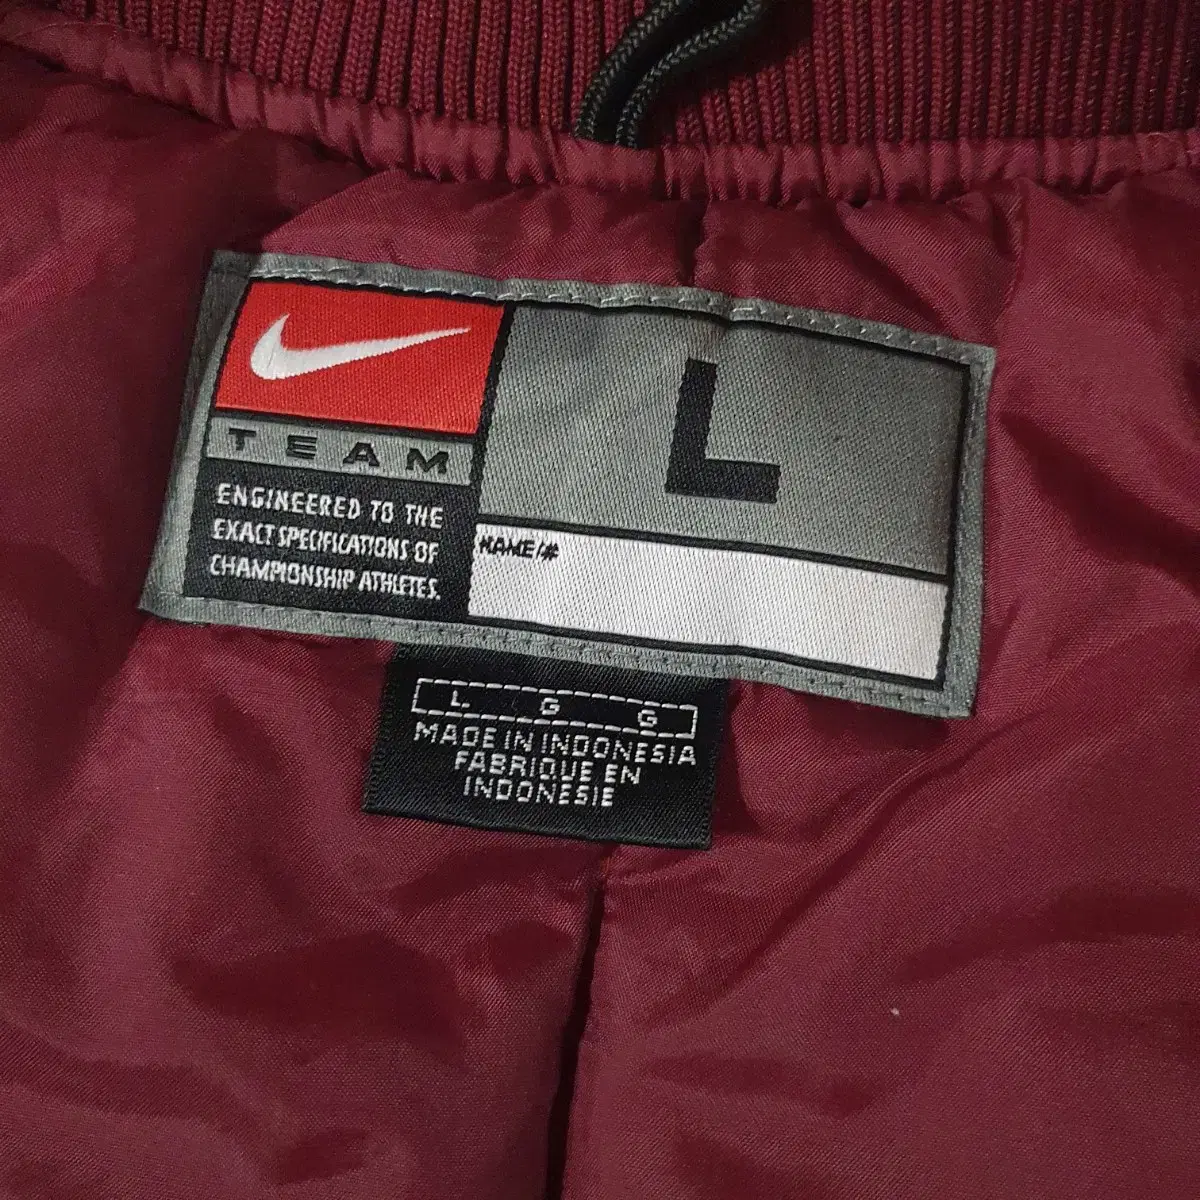 TEAM
ENGINEERED TO THE
EXACT SPECIFICATIONS OF
CHAMPIONSHIP ATHLETES.
L
NAME/#
L G G
MADE IN INDONESIA
FABRIQUE EN
INDONESIE